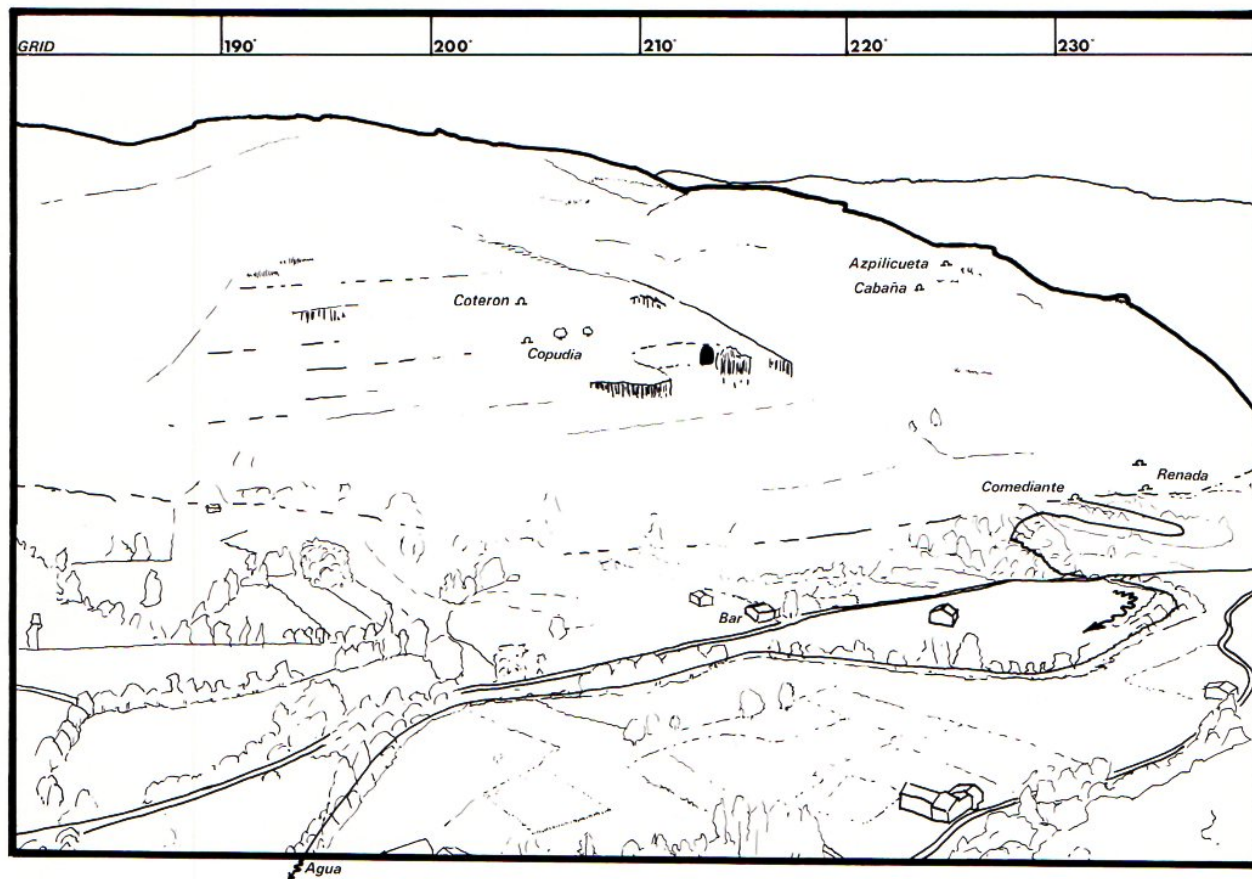 GRID 190° 200° 210° 220° 230°
Azpilicueta
Cabaña
Coteron
Copudia
Renada
Comediante
Bar
Agua